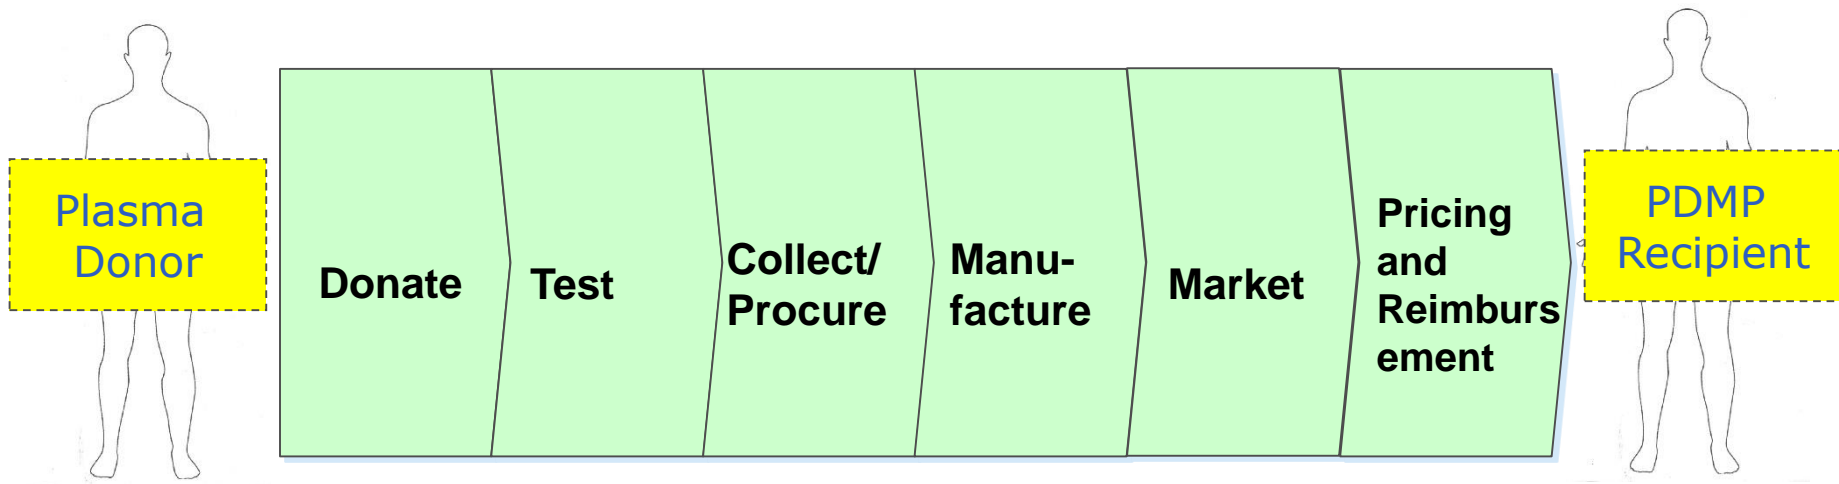 Plasma
Donor
Donate
Test
Collect/
Procure
Manu-
facture
Market
Pricing
and
Reimburs
ement
PDMP
Recipient